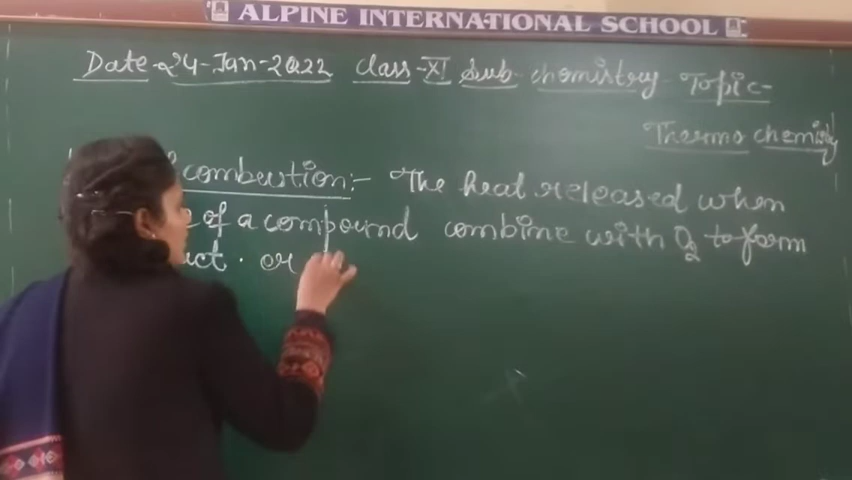 ALPINE INTERNATIONAL SCHOOL
Date-24-Jan-2022 Class-XI Sub-chemistry Topic-
Thermo chemistry
combustion:- The heat released when
of a compound combine with O2 to form
uct. or